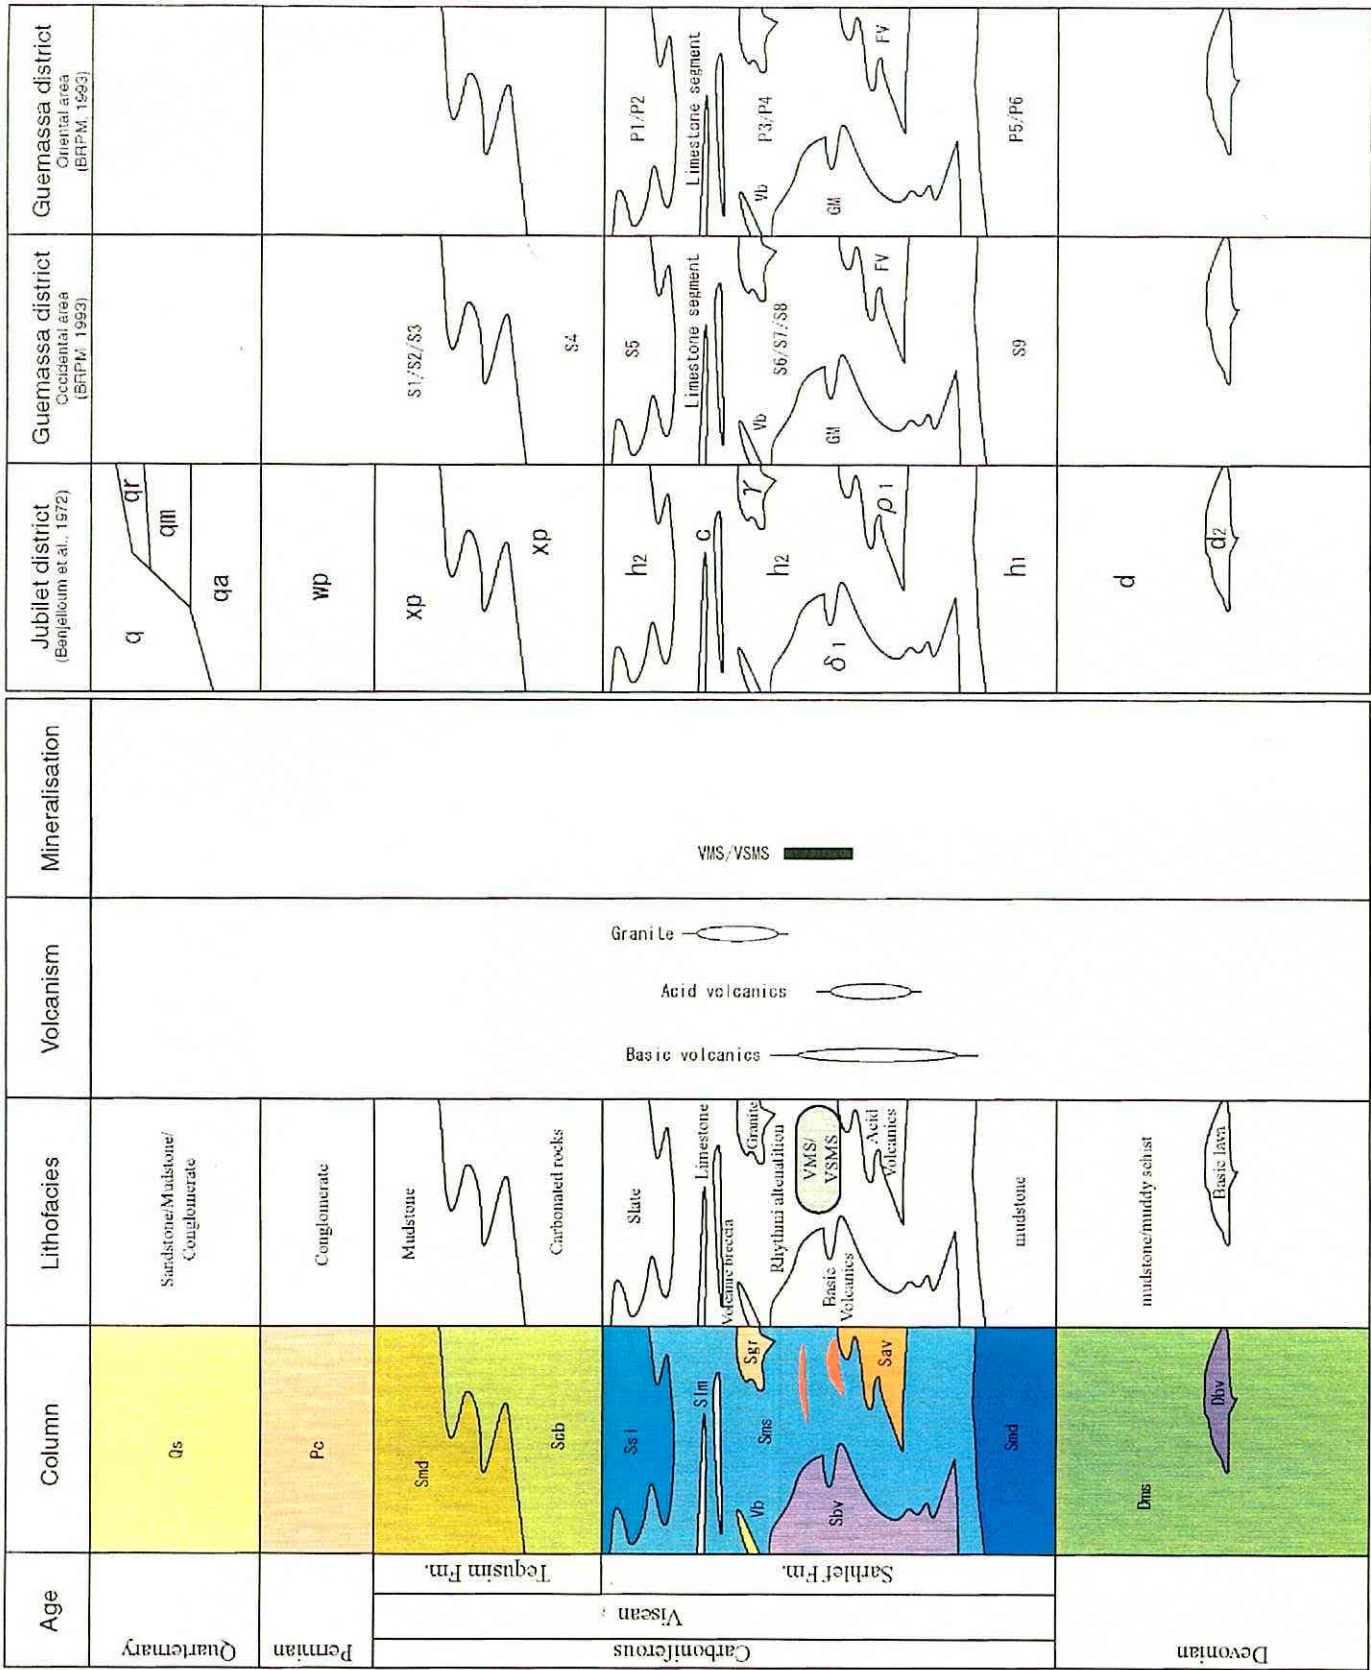 Age
Column
Lithofacies
Volcanism
Mineralisation
Jubilet district
(Benjelloum et al., 1972)
Guemassa district
Occidental area
(BRPM, 1993)
Guemassa district
Oriental area
(BRPM, 1993)
Quarternary
Qs
Sandstone/Mudstone/
Conglomerate
q
qr
qm
qa
Permian
Pc
Conglomerate
wp
Carboniferous
Visean
Tequsim Fm.
Smd
Mudstone
xp
S1/S2/S3
Scb
Carbonated rocks
xp
S4
Sarhlef Fm.
Ssl
Slate
h2
S5
P1/P2
Slm
Limestone
C
Limestone segment
Limestone segment
Vb
Volcanic breccia
Vb
Vb
Sgr
Granite
γ
Sms
Rhythmi altenatition
h2
S6/S7/S8
P3/P4
VMS/
VSMS
Sbv
Basic
Volcanics
δ1
GM
GM
Sav
Acid
Volcanics
ρ1
FV
FV
Granite
Acid volcanics
Basic volcanics
VMS/VSMS
Smd
mudstone
h1
S9
P5/P6
Devonian
Dms
mudstone/muddy schist
d
Dbv
Basic lava
d2